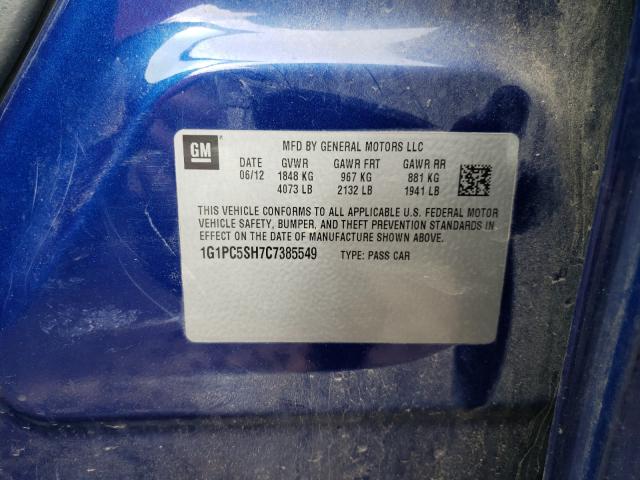 GM
MFD BY GENERAL MOTORS LLC
DATE GVWR GAWR FRT GAWR RR
06/12 1848 KG 967 KG 881 KG
4073 LB 2132 LB 1941 LB
THIS VEHICLE CONFORMS TO ALL APPLICABLE U.S. FEDERAL MOTOR
VEHICLE SAFETY, BUMPER, AND THEFT PREVENTION STANDARDS IN
EFFECT ON THE DATE OF MANUFACTURE SHOWN ABOVE.
1G1PC5SH7C7385549 TYPE: PASS CAR